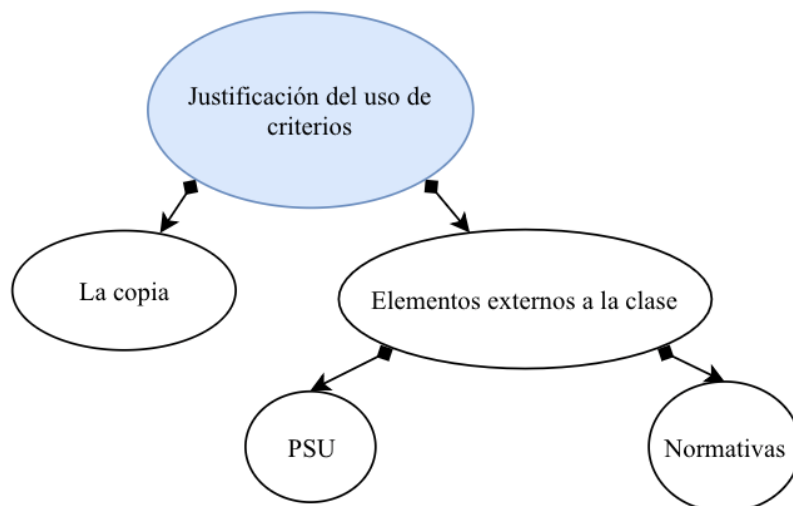 Justificación del uso de
criterios
La copia
Elementos externos a la clase
PSU
Normativas